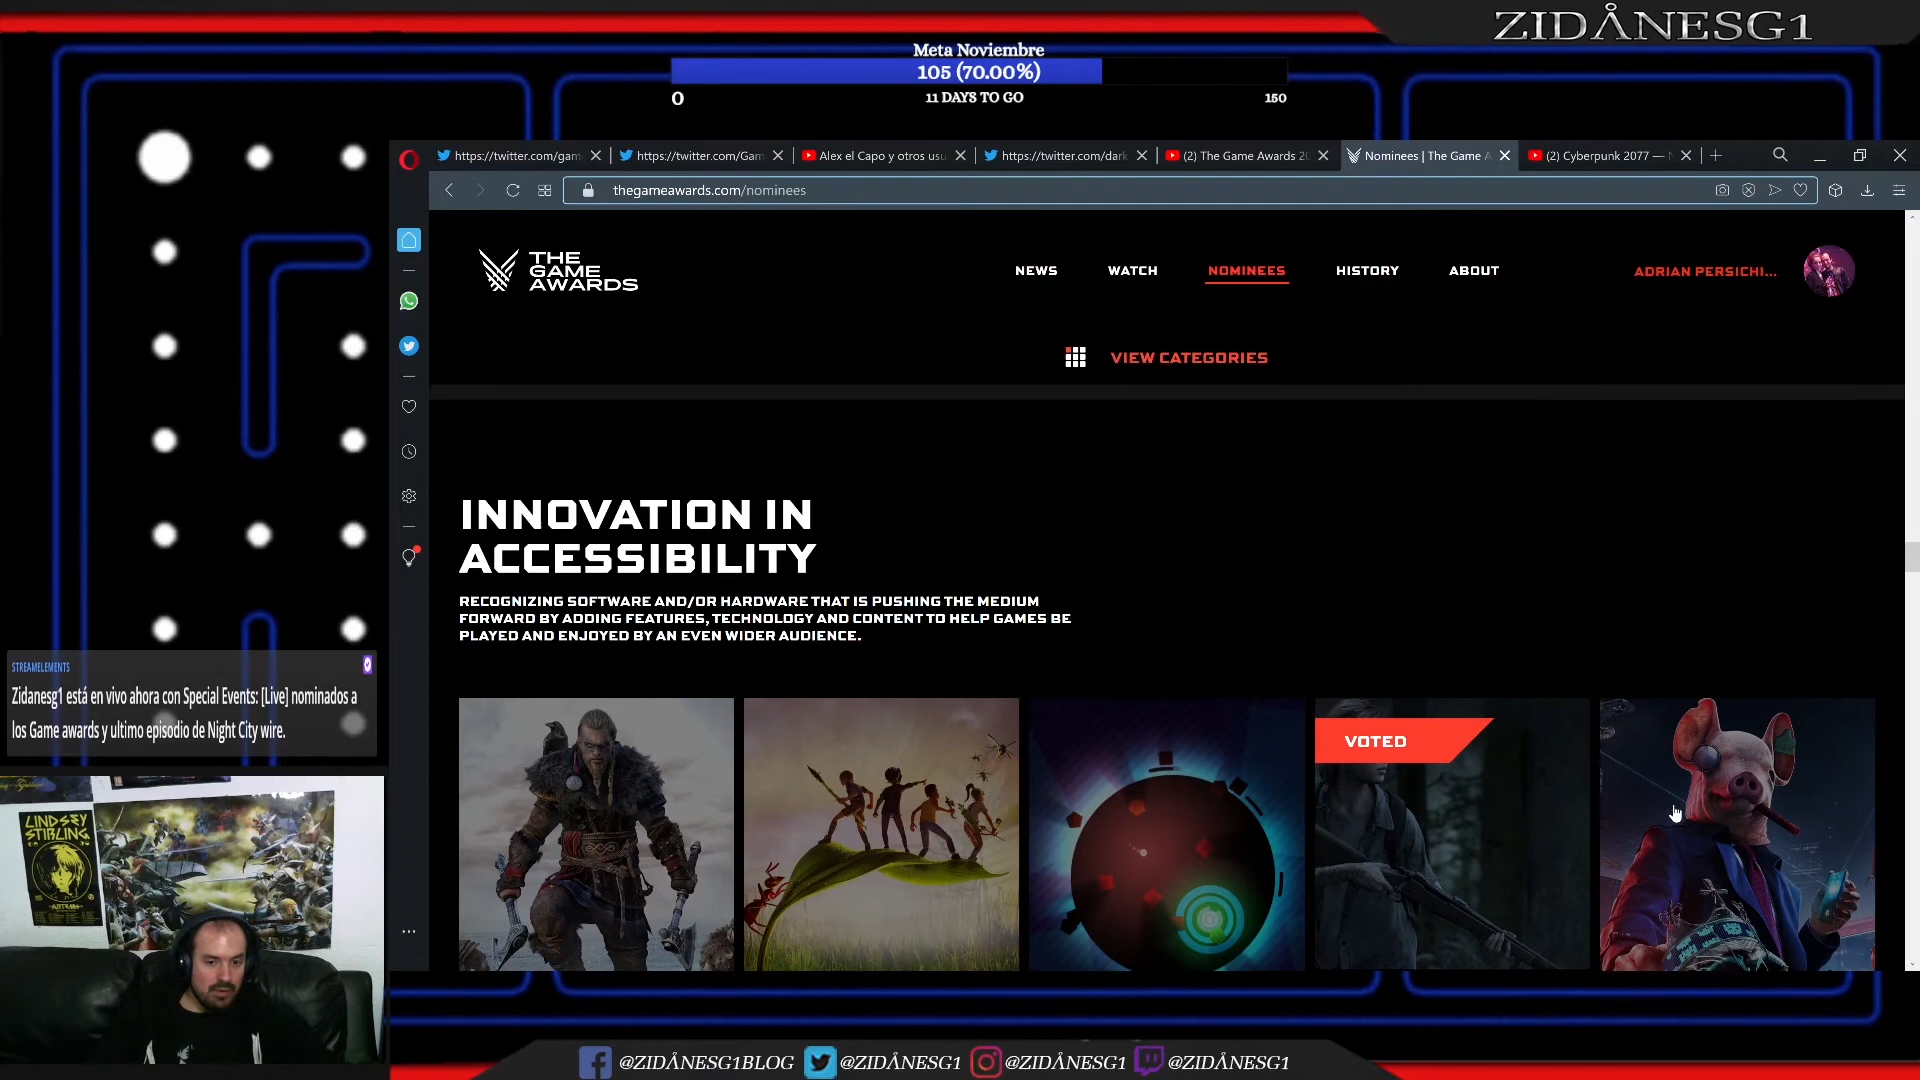 ZIDÅNESG1
Meta Noviembre
105 (70.00%)
0
11 DAYS TO GO
150
https://twitter.com/gam
https://twitter.com/Gam
Alex el Capo y otros usu
https://twitter.com/dark
(2) The Game Awards 20
Nominees | The Game A
(2) Cyberpunk 2077 —
thegameawards.com/nominees
THE
GAME
AWARDS
NEWS
WATCH
NOMINEES
HISTORY
ABOUT
ADRIAN PERSICHI...
VIEW CATEGORIES
INNOVATION IN
ACCESSIBILITY
RECOGNIZING SOFTWARE AND/OR HARDWARE THAT IS PUSHING THE MEDIUM
FORWARD BY ADDING FEATURES, TECHNOLOGY AND CONTENT TO HELP GAMES BE
PLAYED AND ENJOYED BY AN EVEN WIDER AUDIENCE.
VOTED
STREAMELEMENTS
Zidanesg1 está en vivo ahora con Special Events: [Live] nominados a
los Game awards y ultimo episodio de Night City wire.
LINDSEY
STIRLING
@ZIDÅNESG1BLOG
@ZIDÅNESG1
@ZIDÅNESG1
@ZIDÅNESG1